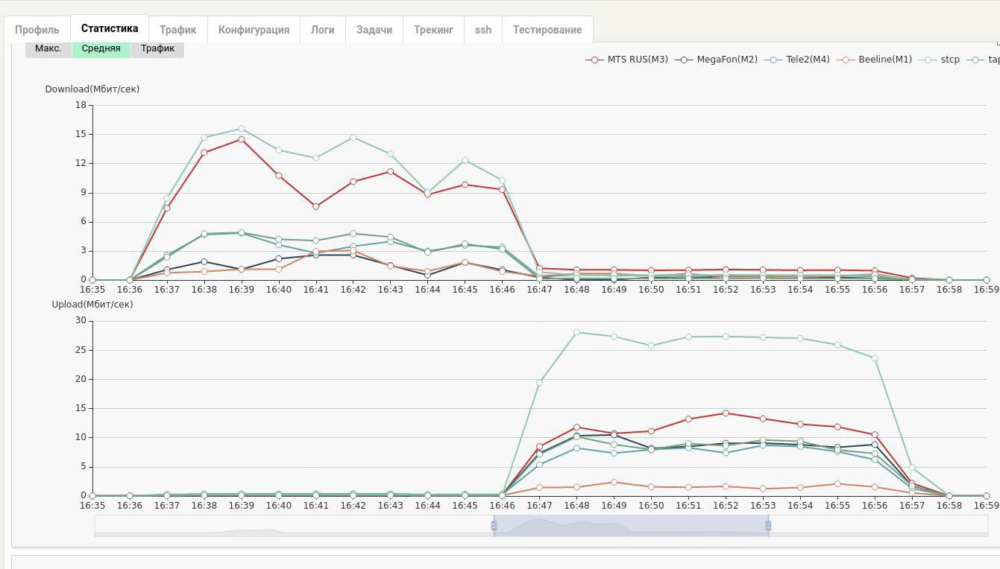 Профиль Статистика Трафик Конфигурация Логи Задачи Трекинг ssh Тестирование
Макс. Средняя Трафик
MTS RUS(M3) MegaFon(M2) Tele2(M4) Beeline(M1) stcp tap
Download(Мбит/сек)
18
15
12
9
6
3
0
16:35 16:36 16:37 16:38 16:39 16:40 16:41 16:42 16:43 16:44 16:45 16:46 16:47 16:48 16:49 16:50 16:51 16:52 16:53 16:54 16:55 16:56 16:57 16:58 16:59
Upload(Мбит/сек)
30
25
20
15
10
5
0
16:35 16:36 16:37 16:38 16:39 16:40 16:41 16:42 16:43 16:44 16:45 16:46 16:47 16:48 16:49 16:50 16:51 16:52 16:53 16:54 16:55 16:56 16:57 16:58 16:59